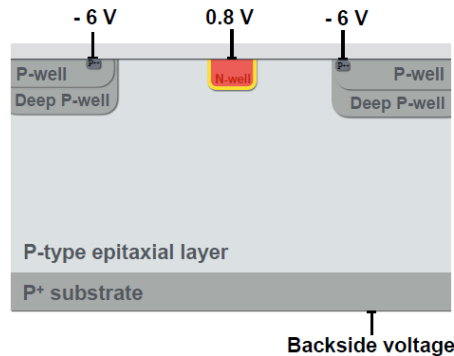 - 6 V 0.8 V - 6 V
P++ P++
P-well N-well P-well
Deep P-well Deep P-well
P-type epitaxial layer
P+ substrate
Backside voltage